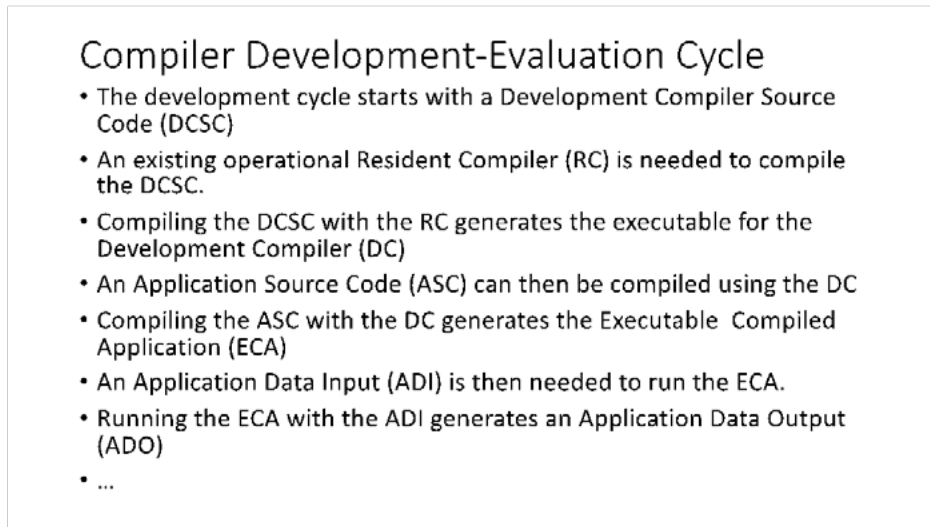 Compiler Development-Evaluation Cycle
• The development cycle starts with a Development Compiler Source
Code (DCSC)
• An existing operational Resident Compiler (RC) is needed to compile
the DCSC.
• Compiling the DCSC with the RC generates the executable for the
Development Compiler (DC)
• An Application Source Code (ASC) can then be compiled using the DC
• Compiling the ASC with the DC generates the Executable Compiled
Application (ECA)
• An Application Data Input (ADI) is then needed to run the ECA.
• Running the ECA with the ADI generates an Application Data Output
(ADO)
• ...